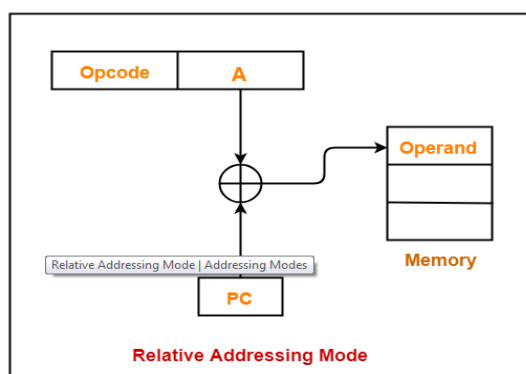 Opcode A
Operand
Relative Addressing Mode | Addressing Modes
Memory
PC
Relative Addressing Mode